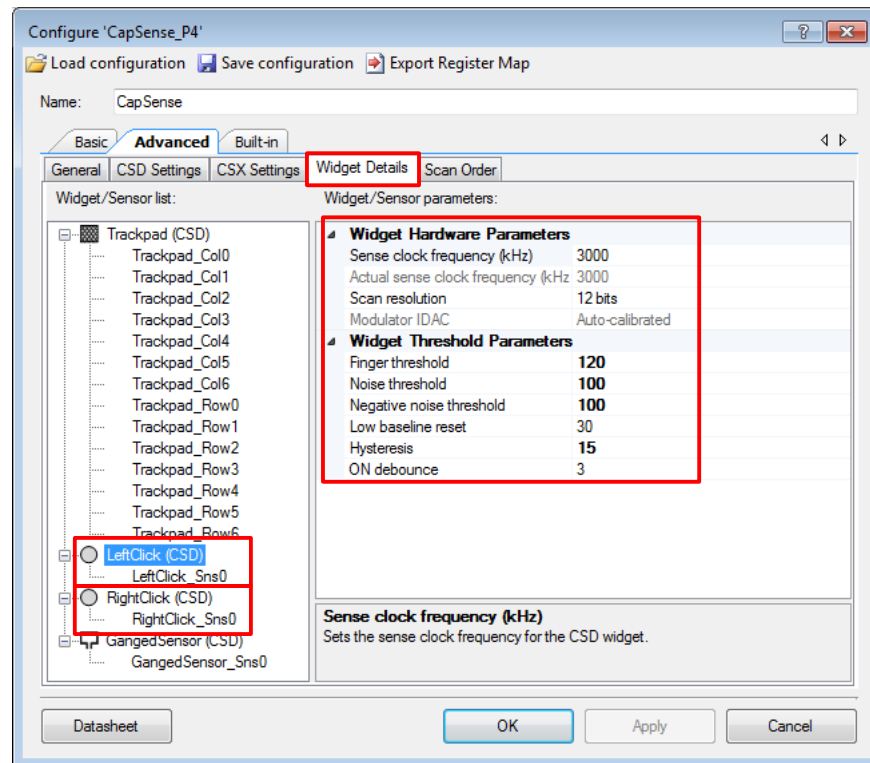 Configure 'CapSense_P4'
Load configuration Save configuration Export Register Map
Name: CapSense
Basic Advanced Built-in
General CSD Settings CSX Settings Widget Details Scan Order
Widget/Sensor list:
Trackpad (CSD)
Trackpad_Col0
Trackpad_Col1
Trackpad_Col2
Trackpad_Col3
Trackpad_Col4
Trackpad_Col5
Trackpad_Col6
Trackpad_Row0
Trackpad_Row1
Trackpad_Row2
Trackpad_Row3
Trackpad_Row4
Trackpad_Row5
Trackpad_Row6
LeftClick (CSD)
LeftClick_Sns0
RightClick (CSD)
RightClick_Sns0
GangedSensor (CSD)
GangedSensor_Sns0
Widget/Sensor parameters:
Widget Hardware Parameters
Sense clock frequency (kHz) 3000
Actual sense clock frequency (kHz 3000
Scan resolution 12 bits
Modulator IDAC Auto-calibrated
Widget Threshold Parameters
Finger threshold 120
Noise threshold 100
Negative noise threshold 100
Low baseline reset 30
Hysteresis 15
ON debounce 3
Sense clock frequency (kHz)
Sets the sense clock frequency for the CSD widget.
Datasheet OK Apply Cancel